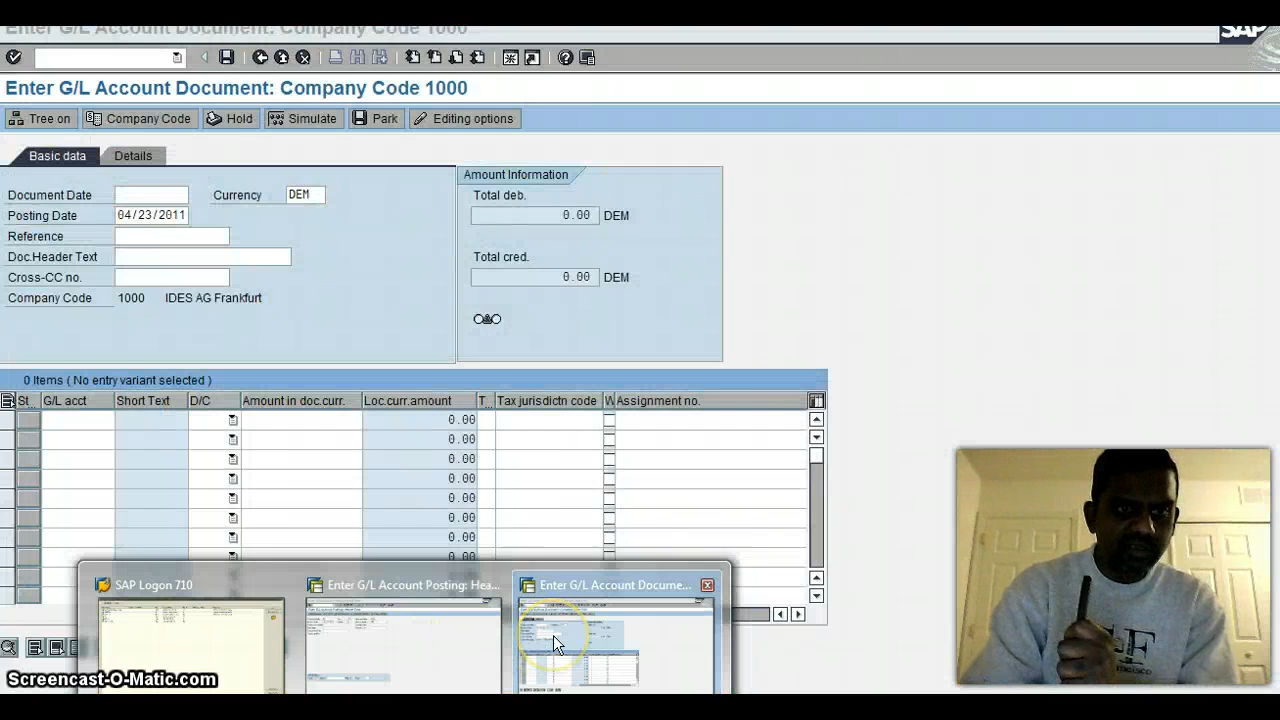 Enter G/L Account Document: Company Code 1000
SAP
Enter G/L Account Document: Company Code 1000
Tree on Company Code Hold Simulate Park Editing options
Basic data Details
Amount Information
Document Date Currency DEM
Total deb.
Posting Date 04/23/2011
0.00 DEM
Reference
Doc.Header Text
Total cred.
Cross-CC no.
0.00 DEM
Company Code 1000 IDES AG Frankfurt
0 Items ( No entry variant selected )
St... G/L acct Short Text D/C Amount in doc.curr. Loc.curr.amount T... Tax jurisdictn code W Assignment no.
0.00
0.00
0.00
0.00
0.00
0.00
0.00
0.00
SAP Logon 710 Enter G/L Account Posting: Hea... Enter G/L Account Docume...
Screencast-O-Matic.com